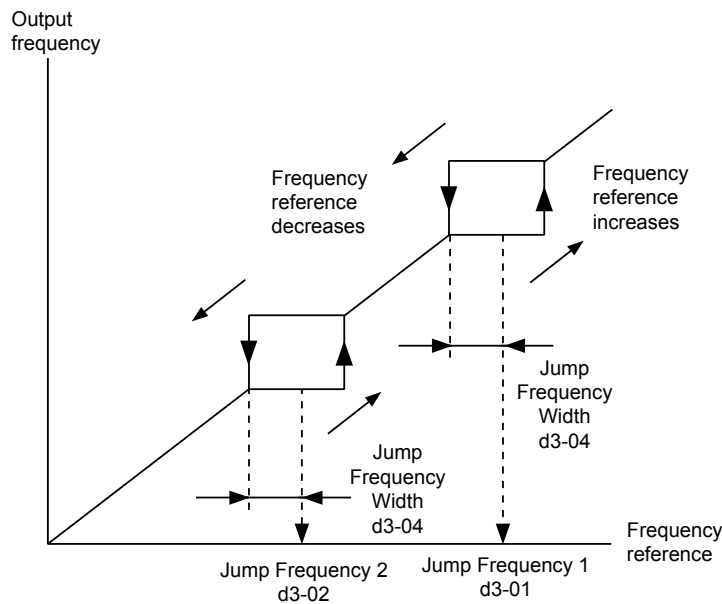 Output
frequency
Frequency
reference
decreases
Frequency
reference
increases
Jump
Frequency
Width
d3-04
Jump
Frequency
Width
d3-04
Frequency
reference
Jump Frequency 2
d3-02
Jump Frequency 1
d3-01